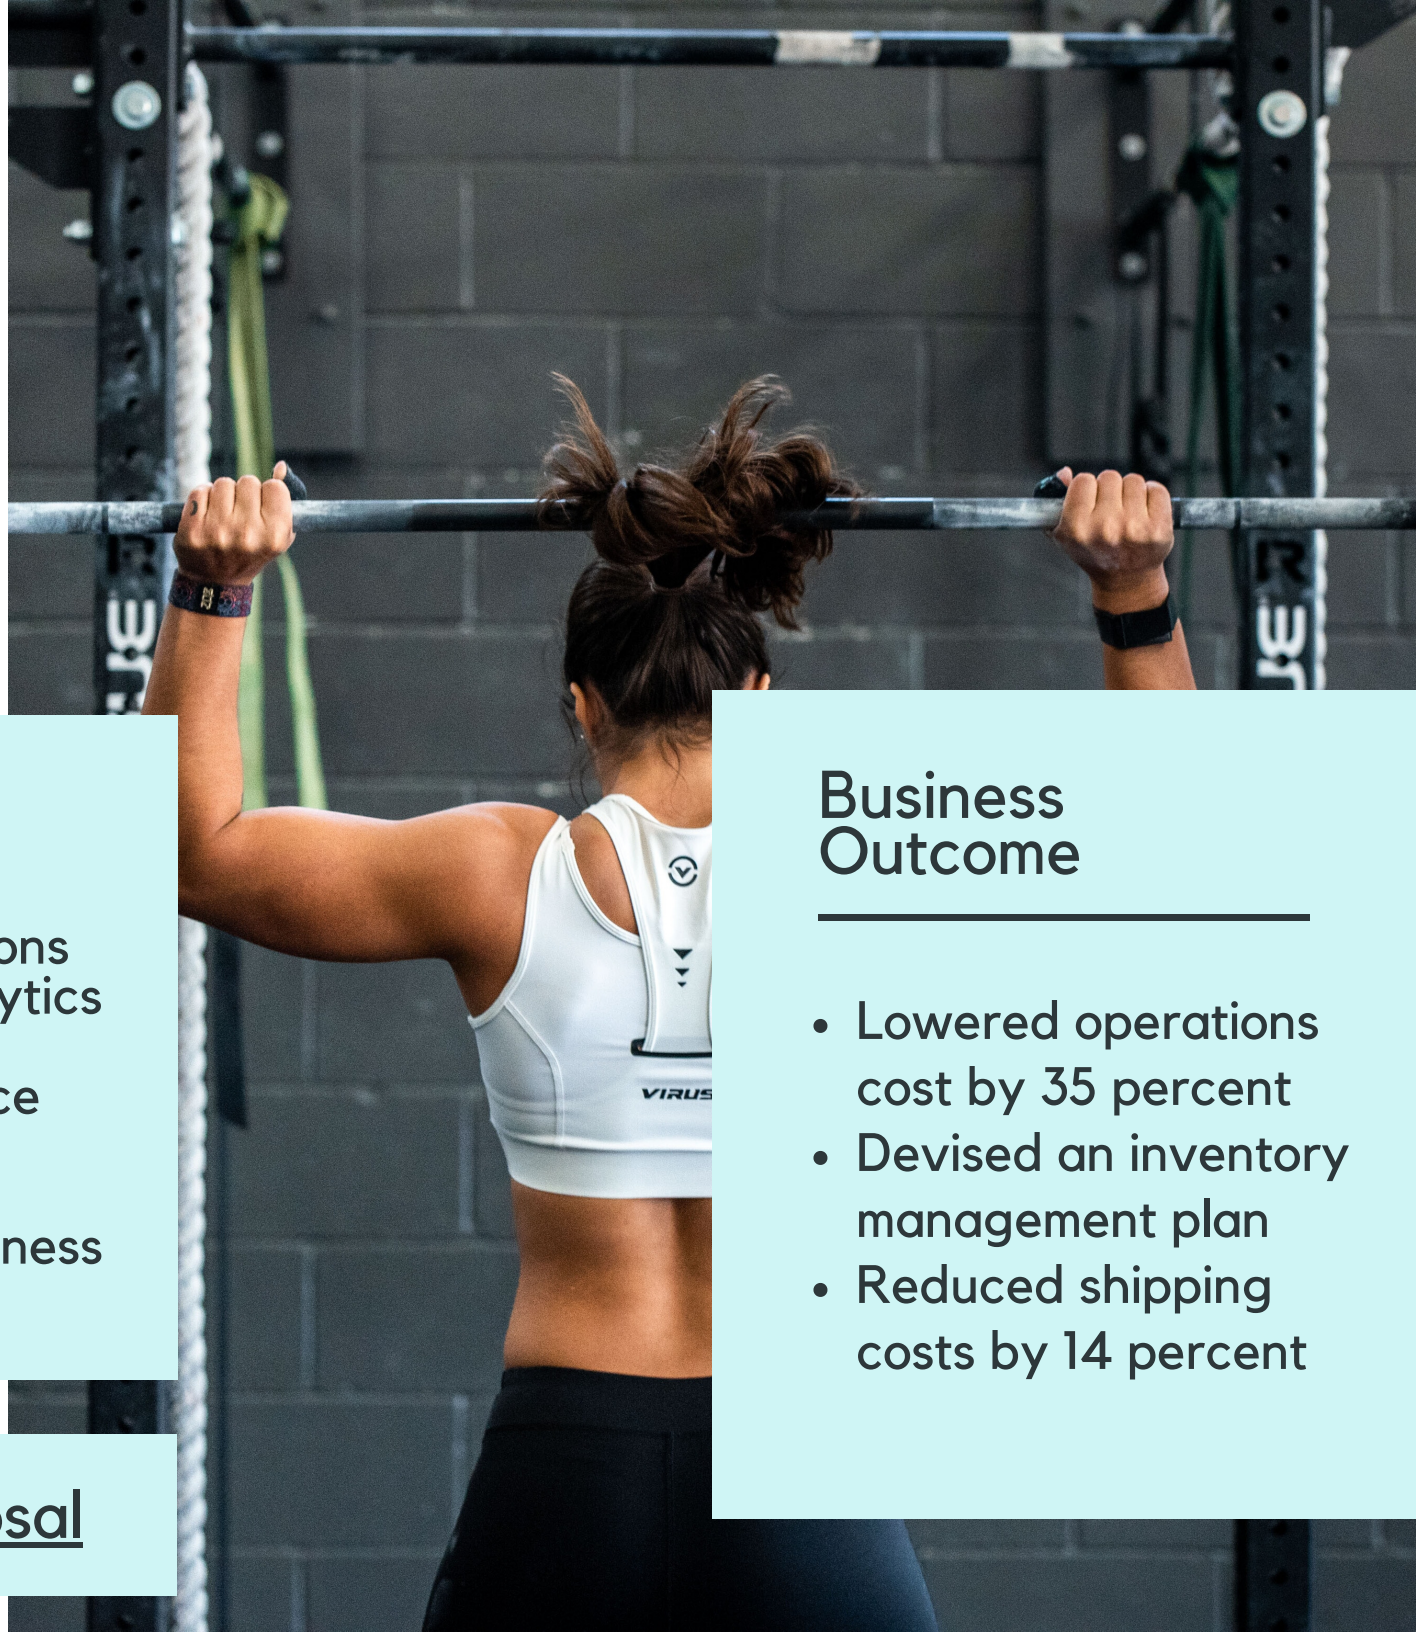 ons
ytics
ce
ness
osal
VIRUS
Business
Outcome
• Lowered operations
cost by 35 percent
• Devised an inventory
management plan
• Reduced shipping
costs by 14 percent